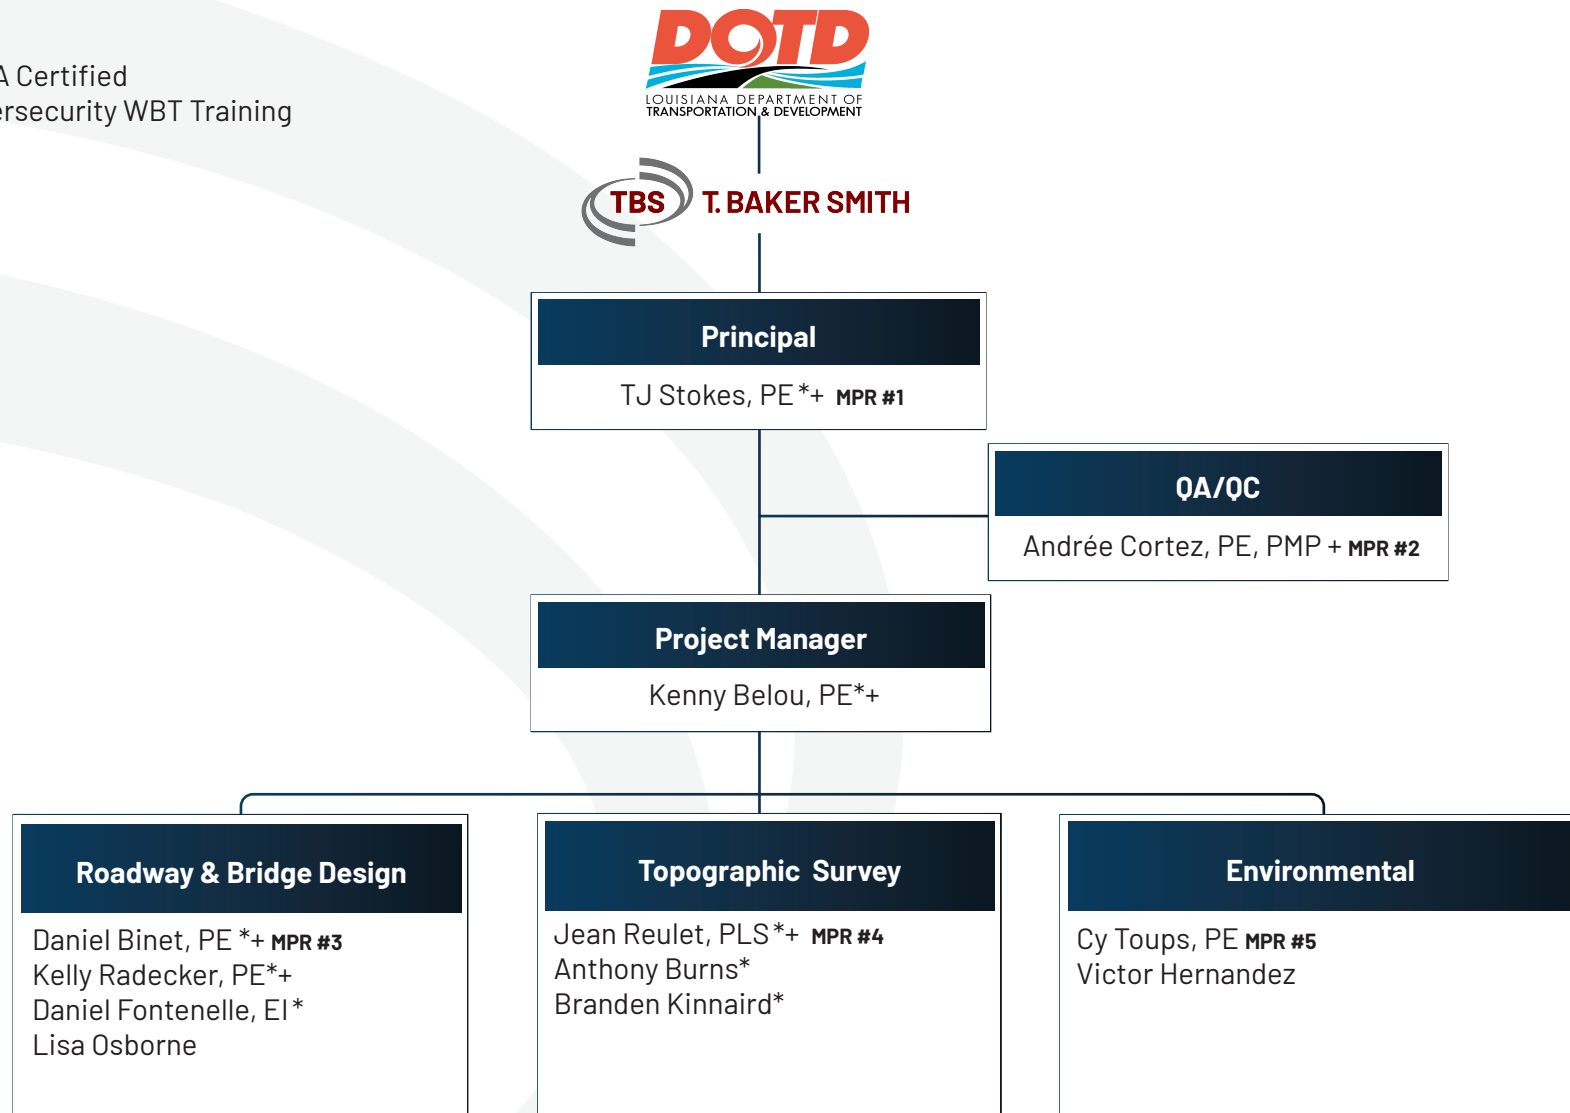 A Certified
ersecurity WBT Training
DOTD
LOUISIANA DEPARTMENT OF
TRANSPORTATION & DEVELOPMENT
TBS T. BAKER SMITH
Principal
TJ Stokes, PE*+ MPR #1
QA/QC
Andrée Cortez, PE, PMP + MPR #2
Project Manager
Kenny Belou, PE*+
Roadway & Bridge Design
Daniel Binet, PE *+ MPR #3
Kelly Radecker, PE*+
Daniel Fontenelle, EI*
Lisa Osborne
Topographic Survey
Jean Reulet, PLS*+ MPR #4
Anthony Burns*
Branden Kinnaird*
Environmental
Cy Toups, PE MPR #5
Victor Hernandez